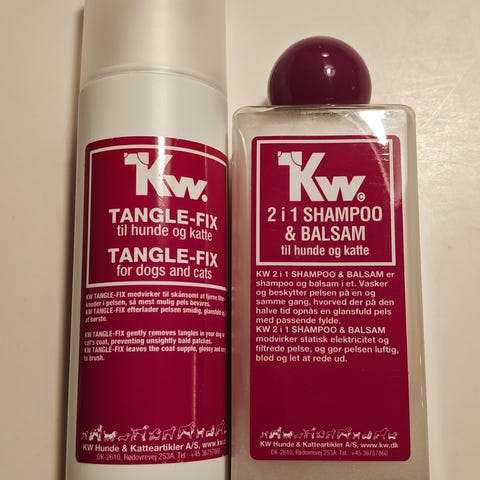 Kw.
TANGLE-FIX
til hunde og katte
TANGLE-FIX
for dogs and cats
KW TANGLE-FIX medvirker til skånsomt at fjerne filtre
knuder i pelsen, så mest mulig pels bevares.
KW TANGLE-FIX efterlader pelsen smidig, glansfuld og
at børste.
KW TANGLE-FIX gently removes tangles in your dog
cat's coat, preventing unsightly bald patches.
KW TANGLE-FIX leaves the coat supple, glossy and
to brush.
KW Hunde & Katteartikler A/S, www.kw.
DK-2610, Rødovrevej 253A. Tel.: +45 36757860
Kw©
2 i 1 SHAMPOO
& BALSAM
til hunde og katte
KW 2 i 1 SHAMPOO & BALSAM er
shampoo og balsam, i et. Vasker
og beskytter pelsen på en og
samme gang, hvorved der på den
halve tid opnås en glansfuld pels
med passende fylde.
KW 2 i 1 SHAMPOO & BALSAM
modvirker statisk elektricitet og
filtrede pelse, og gør pelsen luftig,
blød og let at rede ud.
KW Hunde & Katteartikler A/S, www.kw.dk
DK-2610, Rødovrevej 253A. Tel.: +45 36757860